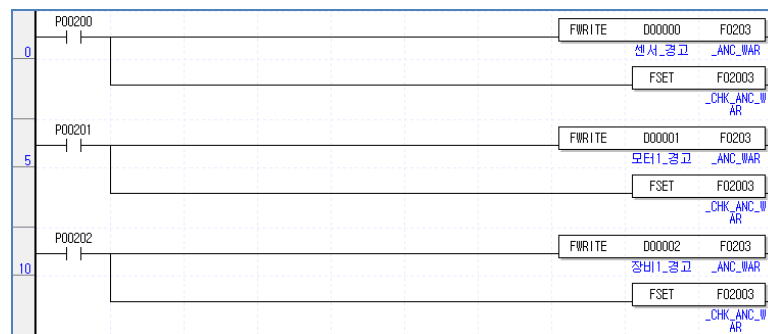 P00200
FWRITE D00000 F0203
센서_경고 _ANC_WAR
0
FSET F02003
_CHK_ANC_W
AR
P00201
FWRITE D00001 F0203
모터1_경고 _ANC_WAR
5
FSET F02003
_CHK_ANC_W
AR
P00202
FWRITE D00002 F0203
장비1_경고 _ANC_WAR
10
FSET F02003
_CHK_ANC_W
AR